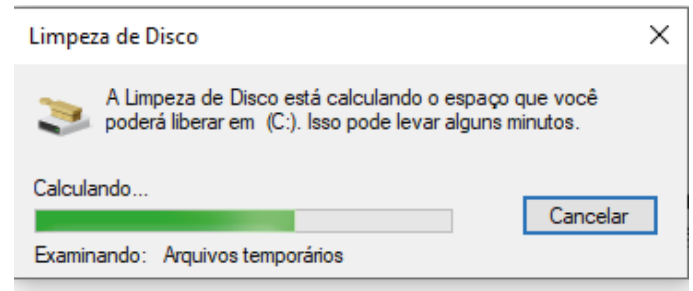 Limpeza de Disco
A Limpeza de Disco está calculando o espaço que você
poderá liberar em  (C:). Isso pode levar alguns minutos.
Calculando...
Cancelar
Examinando:   Arquivos temporários